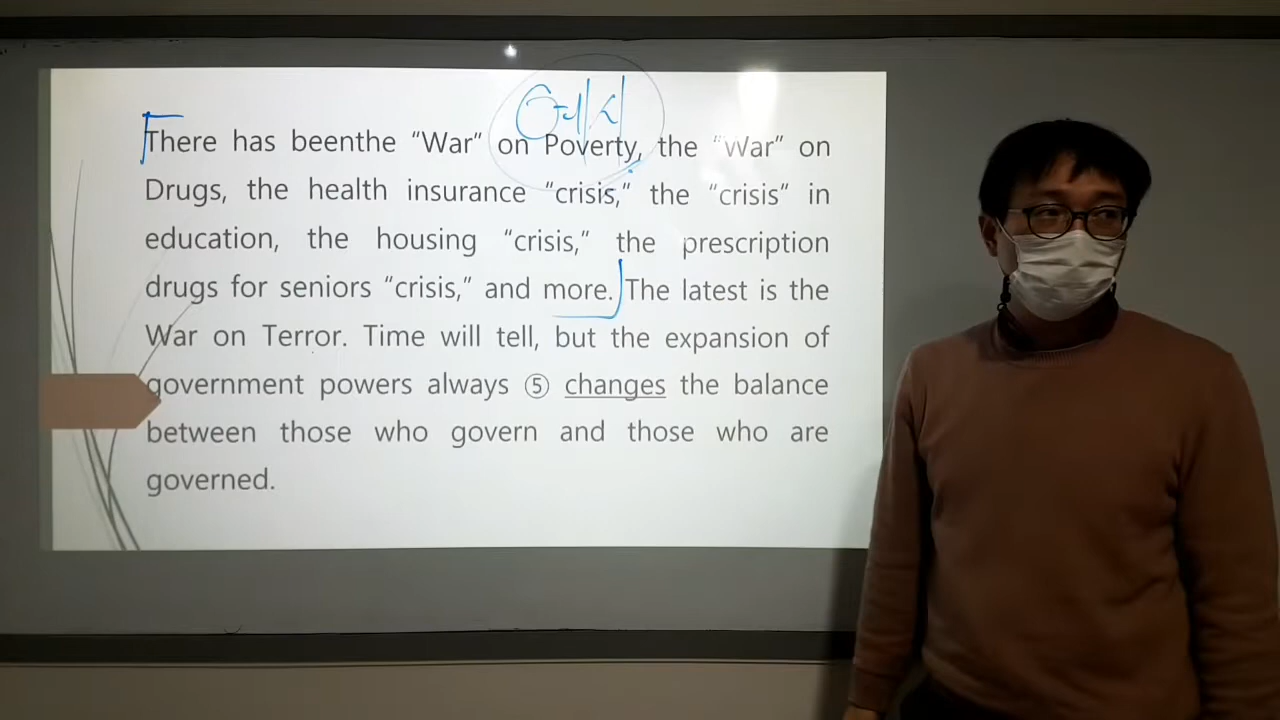 예시
There has beenthe “War” on Poverty, the “War” on
Drugs, the health insurance “crisis,” the “crisis” in
education, the housing “crisis,” the prescription
drugs for seniors “crisis,” and more. The latest is the
War on Terror. Time will tell, but the expansion of
government powers always ⑤ changes the balance
between those who govern and those who are
governed.